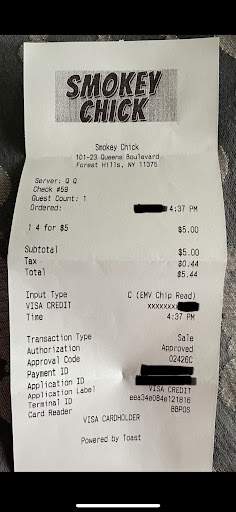 SMOKEY
CHICK
Smokey Chick
101-23 Queens Boulevard
Forest Hills, NY 11375
Server: Q Q
Check #59
Guest Count: 1
Ordered: 4:37 PM
1 4 for $5 $5.00
Subtotal $5.00
Tax $0.44
Total $5.44
Input Type C (EMV Chip Read)
VISA CREDIT xxxxxxxx
Time 4:37 PM
Transaction Type Sale
Authorization Approved
Approval Code 02426C
Payment ID
Application ID
Application Label VISA CREDIT
Terminal ID eea34e084e121816
Card Reader BBPOS
VISA CARDHOLDER
Powered by Toast